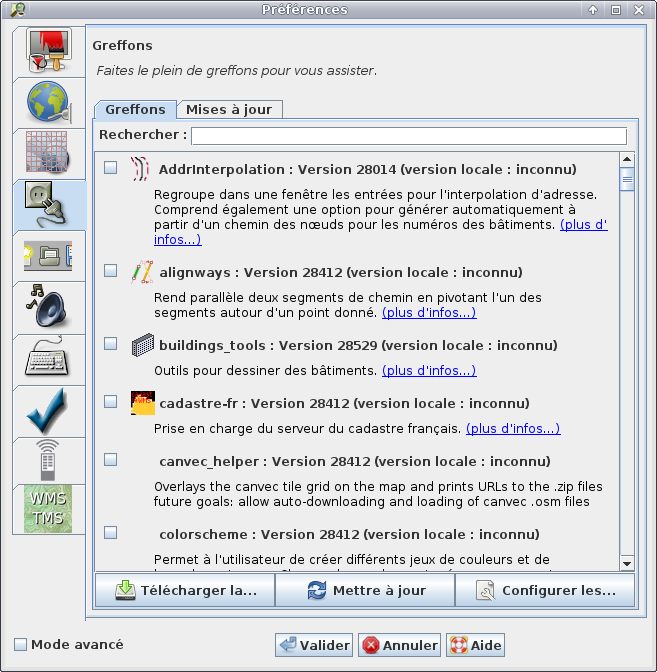 Préférences
Greffons
Faites le plein de greffons pour vous assister.
Greffons
Mises à jour
Rechercher :
AddrInterpolation : Version 28014 (version locale : inconnu)
Regroupe dans une fenêtre les entrées pour l'interpolation d'adresse.
Comprend également une option pour générer automatiquement à
partir d'un chemin des nœuds pour les numéros des bâtiments. (plus d'
infos...)
alignways : Version 28412 (version locale : inconnu)
Rend parallèle deux segments de chemin en pivotant l'un des
segments autour d'un point donné. (plus d'infos...)
buildings_tools : Version 28529 (version locale : inconnu)
Outils pour dessiner des bâtiments. (plus d'infos...)
cadastre-fr : Version 28412 (version locale : inconnu)
Prise en charge du serveur du cadastre français. (plus d'infos...)
canvec_helper : Version 28412 (version locale : inconnu)
Overlays the canvec tile grid on the map and prints URLs to the .zip files
future goals: allow auto-downloading and loading of canvec .osm files
WMS
TMS
colorscheme : Version 28412 (version locale : inconnu)
Permet à l'utilisateur de créer différents jeux de couleurs et de
Télécharger la...
Mettre à jour
Configurer les...
Mode avancé
Valider
Annuler
Aide